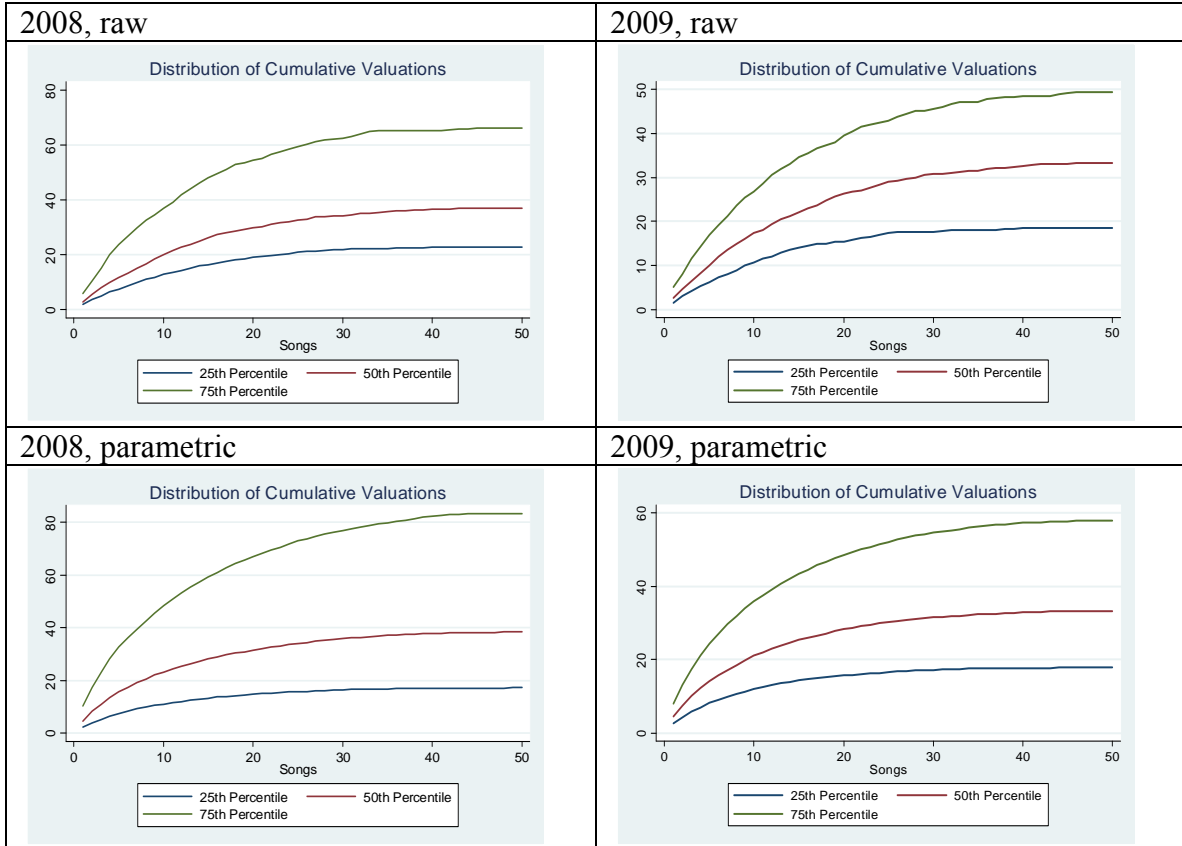 2008, raw
Distribution of Cumulative Valuations
80
60
40
20
0
0 10 20 30 40 50
Songs
25th Percentile 50th Percentile
75th Percentile
2009, raw
Distribution of Cumulative Valuations
50
40
30
20
10
0
0 10 20 30 40 50
Songs
25th Percentile 50th Percentile
75th Percentile
2008, parametric
Distribution of Cumulative Valuations
80
60
40
20
0
0 10 20 30 40 50
Songs
25th Percentile 50th Percentile
75th Percentile
2009, parametric
Distribution of Cumulative Valuations
60
40
20
0
0 10 20 30 40 50
Songs
25th Percentile 50th Percentile
75th Percentile